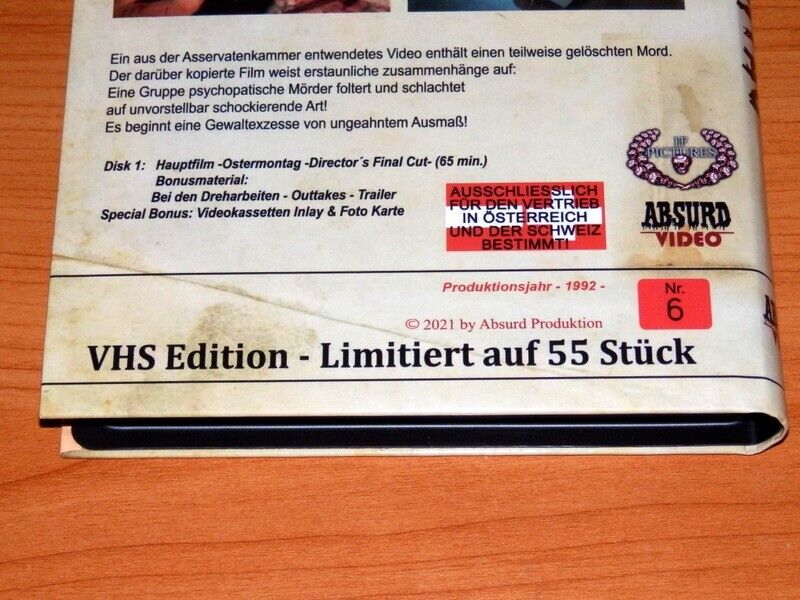 Ein aus der Asservatenkammer entwendetes Video enthält einen teilweise gelöschten Mord.
Der darüber kopierte Film weist erstaunliche zusammenhänge auf:
Eine Gruppe psychopatische Mörder foltert und schlachtet
auf unvorstellbar schockierende Art!
Es beginnt eine Gewaltexzesse von ungeahntem Ausmaß!
Disk 1: Hauptfilm -Ostermontag -Director´s Final Cut- (65 min.)
Bonusmaterial:
Bei den Dreharbeiten - Outtakes - Trailer
Special Bonus: Videokassetten Inlay & Foto Karte
AUSSCHLIESSLICH
FÜR DEN VERTRIEB
IN ÖSTERREICH
UND DER SCHWEIZ
BESTIMMT!
PICTURES
ABSURD
VIDEO
Produktionsjahr - 1992 -
Nr.
6
© 2021 by Absurd Produktion
VHS Edition - Limitiert auf 55 Stück